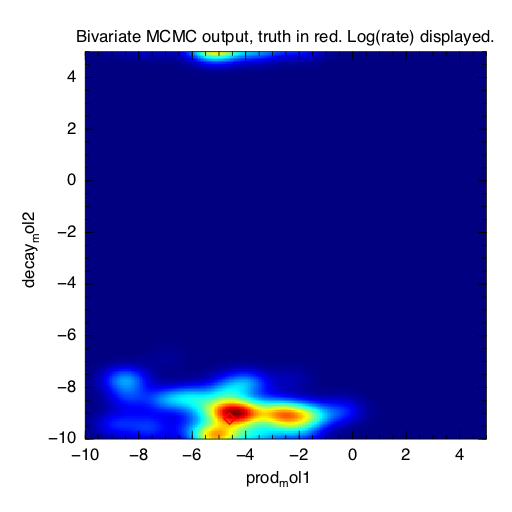 Bivariate MCMC output, truth in red. Log(rate) displayed.
4
2
0
−2
−4
−6
−8
−10
decay_mol2
−10 −8 −6 −4 −2 0 2 4
prod_mol1